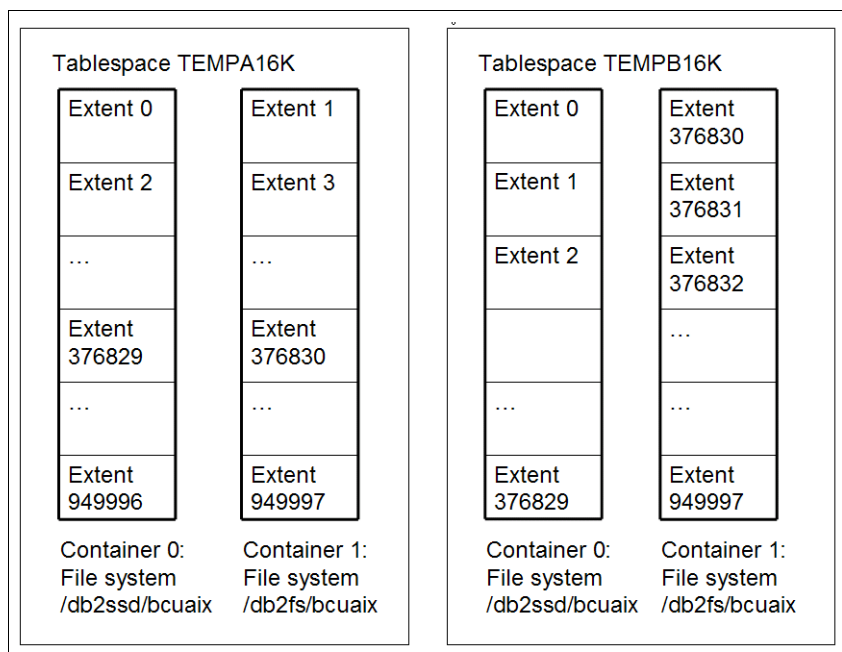 Tablespace TEMPA16K
Extent 0
Extent 1
Extent 2
Extent 3
…
…
Extent
376829
Extent
376830
…
…
Extent
949996
Extent
949997
Container 0:
File system
/db2ssd/bcuaix
Container 1:
File system
/db2fs/bcuaix
Tablespace TEMPB16K
Extent 0
Extent
376830
Extent 1
Extent
376831
Extent 2
Extent
376832
…
…
…
Extent
376829
Extent
949997
Container 0:
File system
/db2ssd/bcuaix
Container 1:
File system
/db2fs/bcuaix